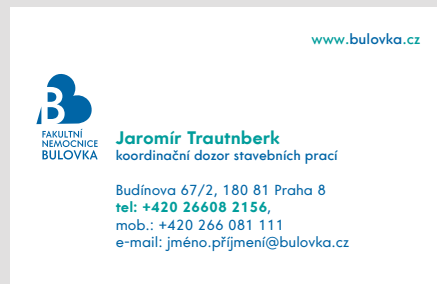 www.bulovka.cz
B
FAKULTNÍ
NEMOCNICE
BULOVKA
Jaromír Trautnberk
koordinační dozor stavebních prací
Budínova 67/2, 180 81 Praha 8
tel: +420 26608 2156,
mob.: +420 266 081 111
e-mail: jméno.příjmení@bulovka.cz